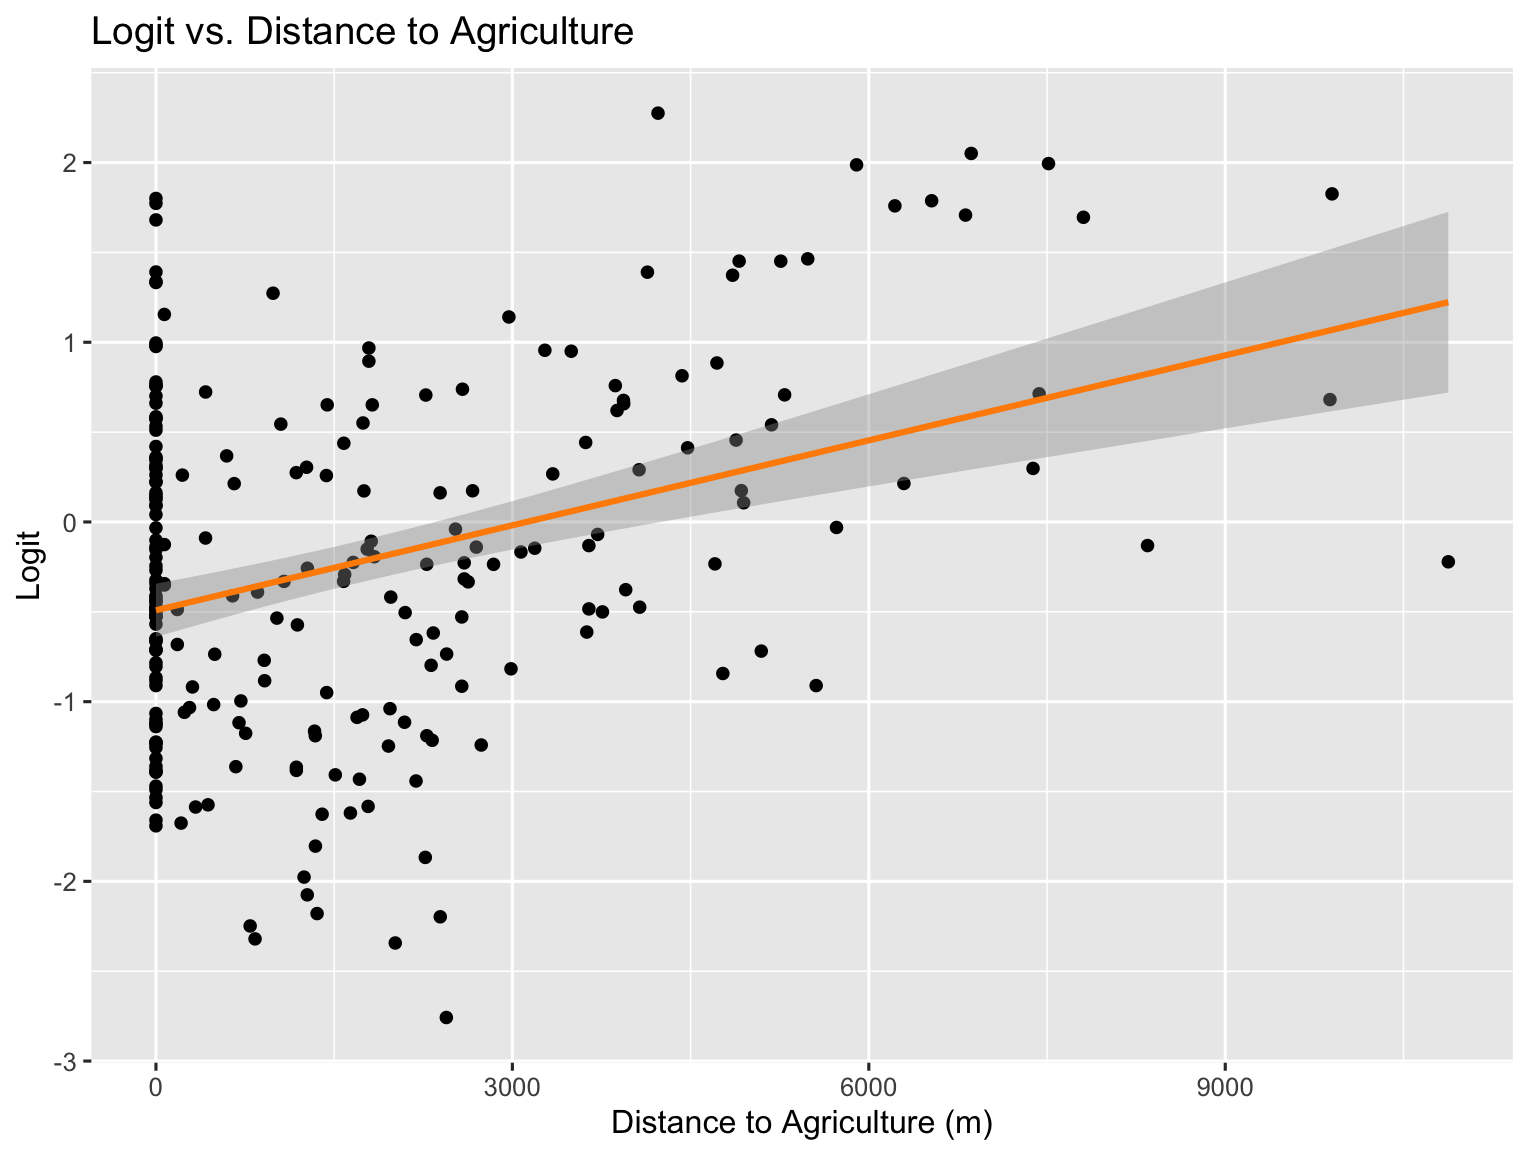 Logit vs. Distance to Agriculture
Logit
2
1
0
-1
-2
-3
0 3000 6000 9000
Distance to Agriculture (m)